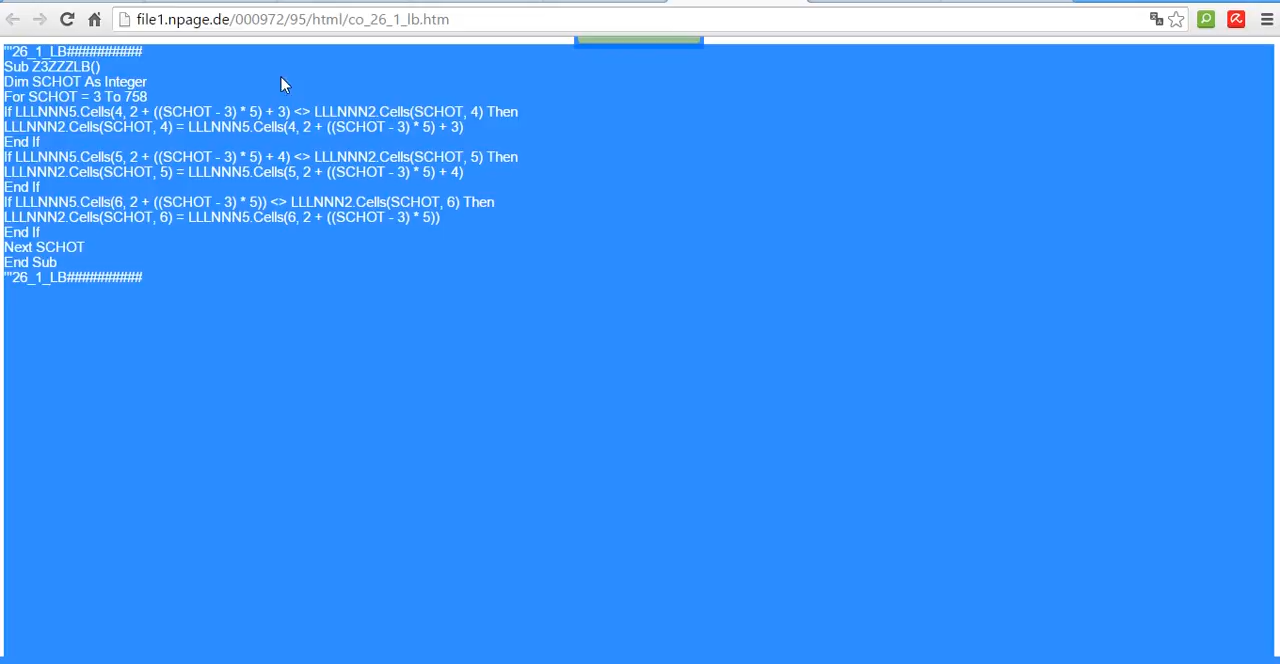 file1.npage.de/000972/95/html/co_26_1_lb.htm
'''26_1_LB###########
Sub Z3ZZZLB()
Dim SCHOT As Integer
For SCHOT = 3 To 758
If LLLNNN5.Cells(4, 2 + ((SCHOT - 3) * 5) + 3) <> LLLNNN2.Cells(SCHOT, 4) Then
LLLNNN2.Cells(SCHOT, 4) = LLLNNN5.Cells(4, 2 + ((SCHOT - 3) * 5) + 3)
End If
If LLLNNN5.Cells(5, 2 + ((SCHOT - 3) * 5) + 4) <> LLLNNN2.Cells(SCHOT, 5) Then
LLLNNN2.Cells(SCHOT, 5) = LLLNNN5.Cells(5, 2 + ((SCHOT - 3) * 5) + 4)
End If
If LLLNNN5.Cells(6, 2 + ((SCHOT - 3) * 5)) <> LLLNNN2.Cells(SCHOT, 6) Then
LLLNNN2.Cells(SCHOT, 6) = LLLNNN5.Cells(6, 2 + ((SCHOT - 3) * 5))
End If
Next SCHOT
End Sub
'''26_1_LB###########